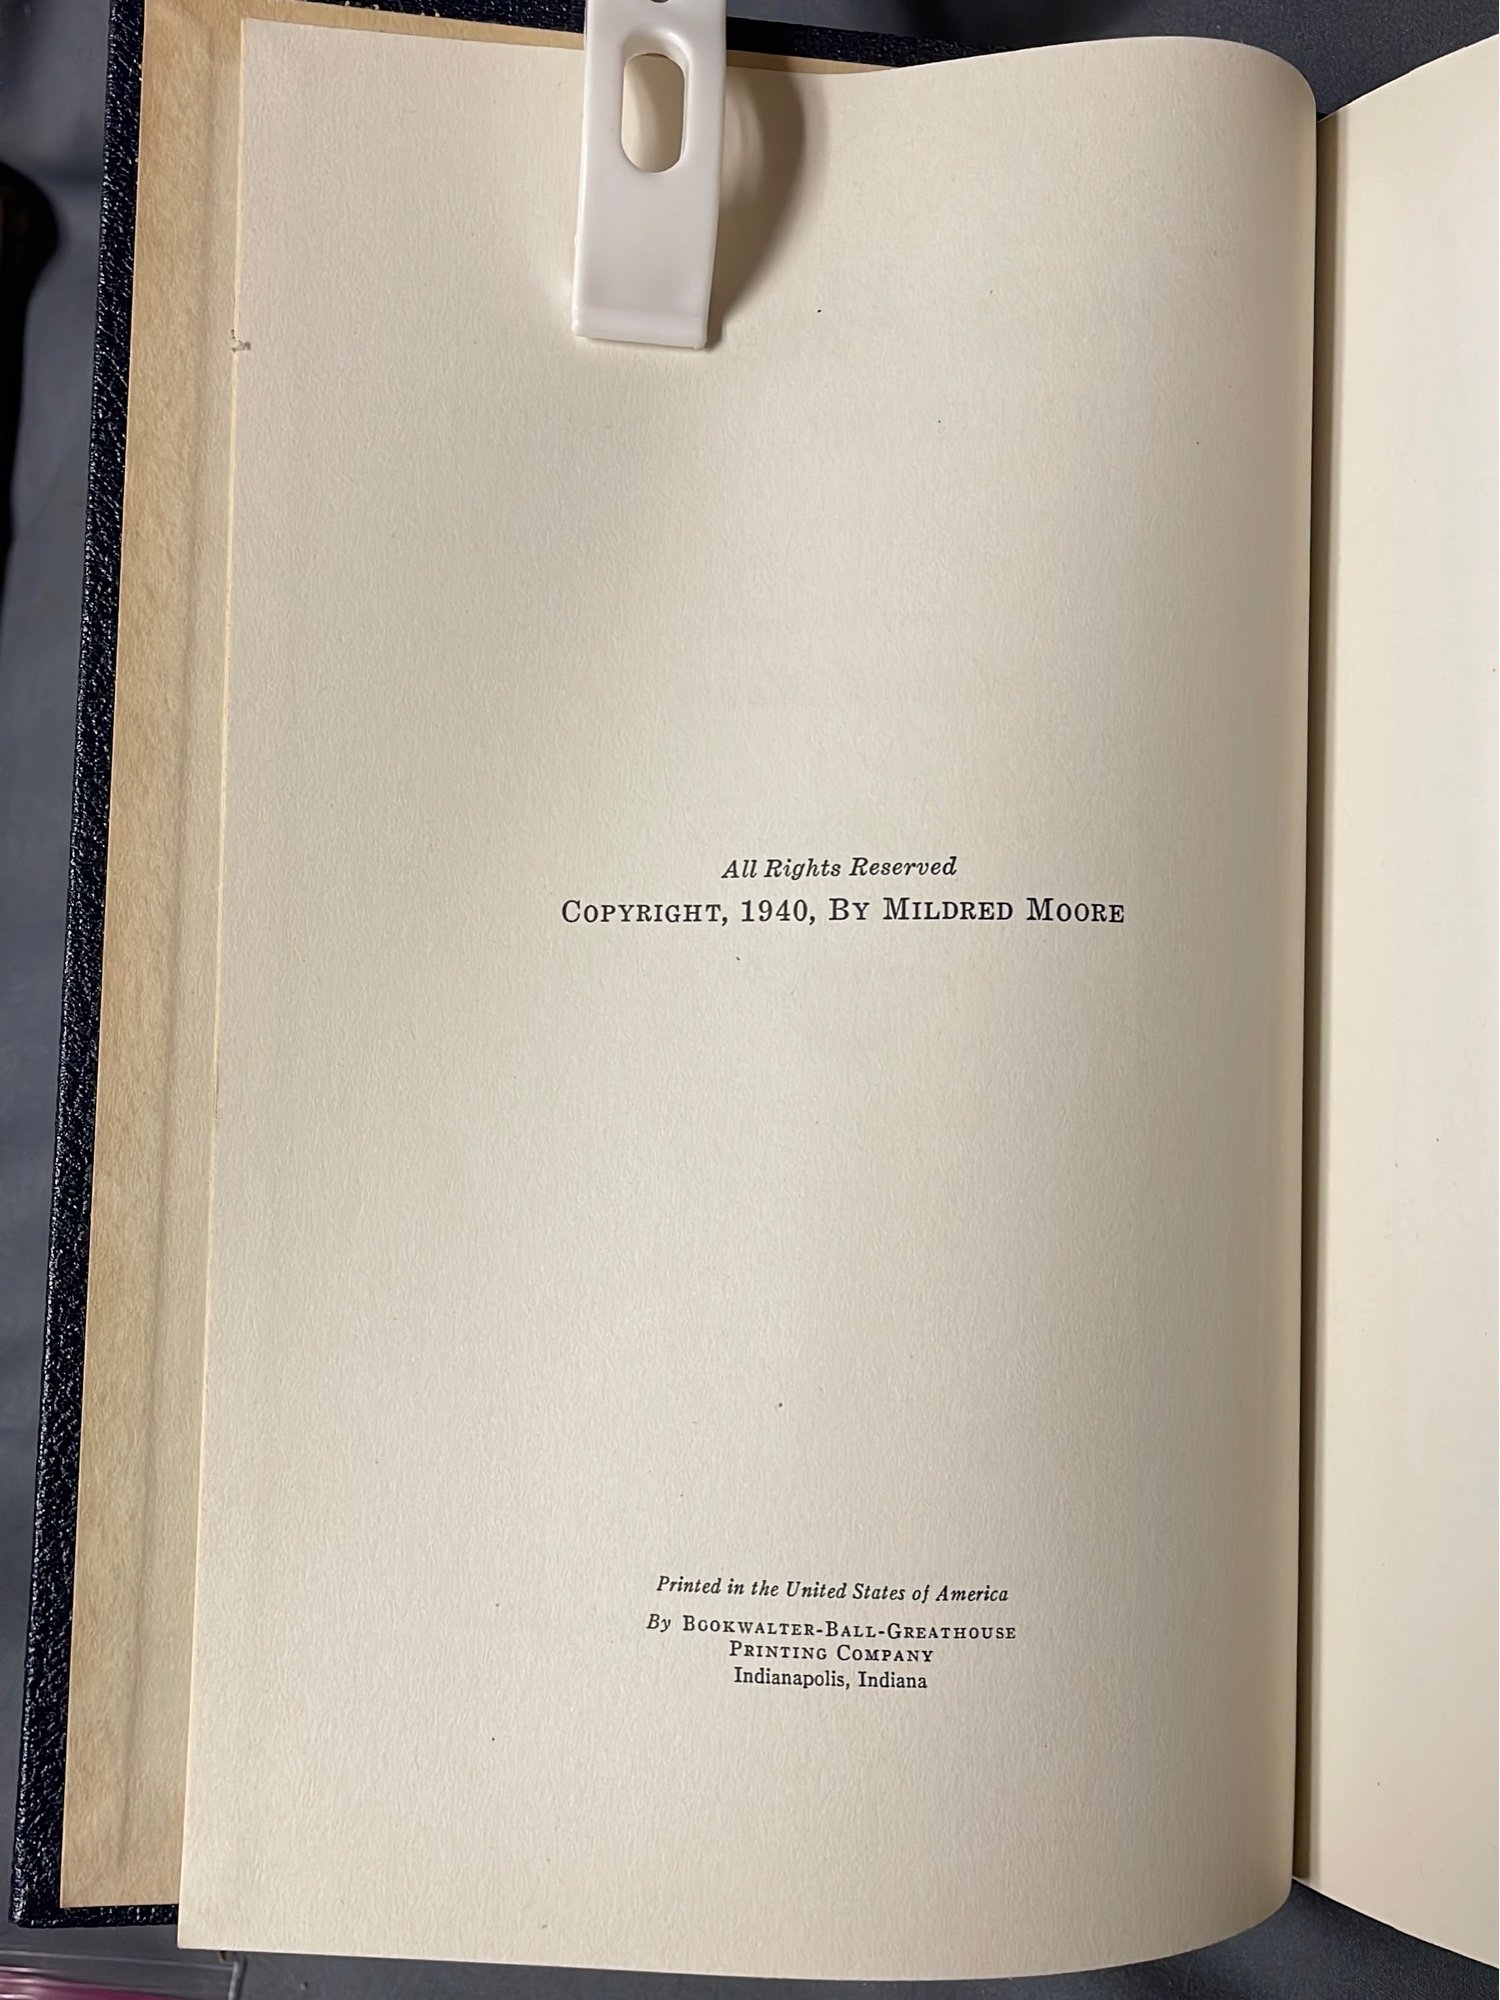 All Rights Reserved
COPYRIGHT, 1940, BY MILDRED MOORE
Printed in the United States of America
By BOOKWALTER-BALL-GREATHOUSE
PRINTING COMPANY
Indianapolis, Indiana